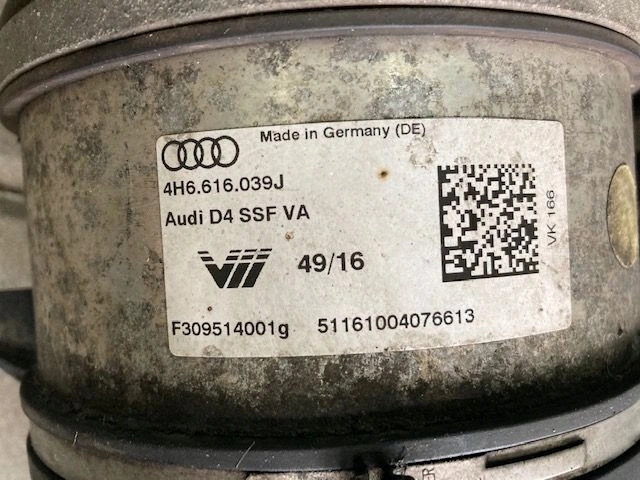 Made in Germany (DE)
4H6.616.039J
Audi D4 SSF VA
49/16
VK 166
F309514001g 51161004076613